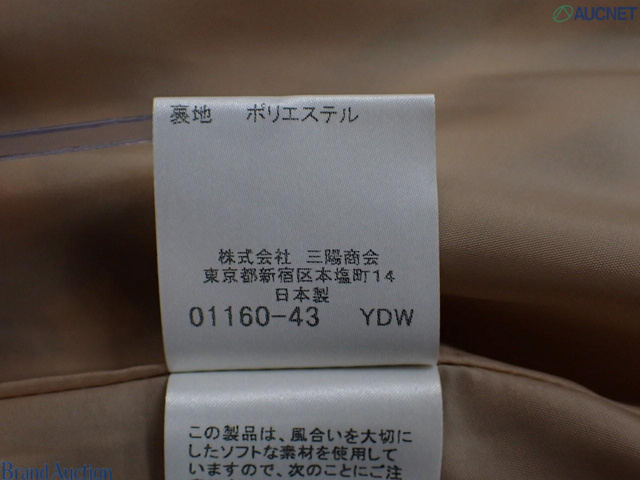 AUCNET
裏地 ポリエステル
株式会社 三陽商会
東京都新宿区本塩町14
日本製
01160-43 YDW
この製品は、風合いを大切に
したソフトな素材を使用して
いますので、次のことにご注
Brand Auction